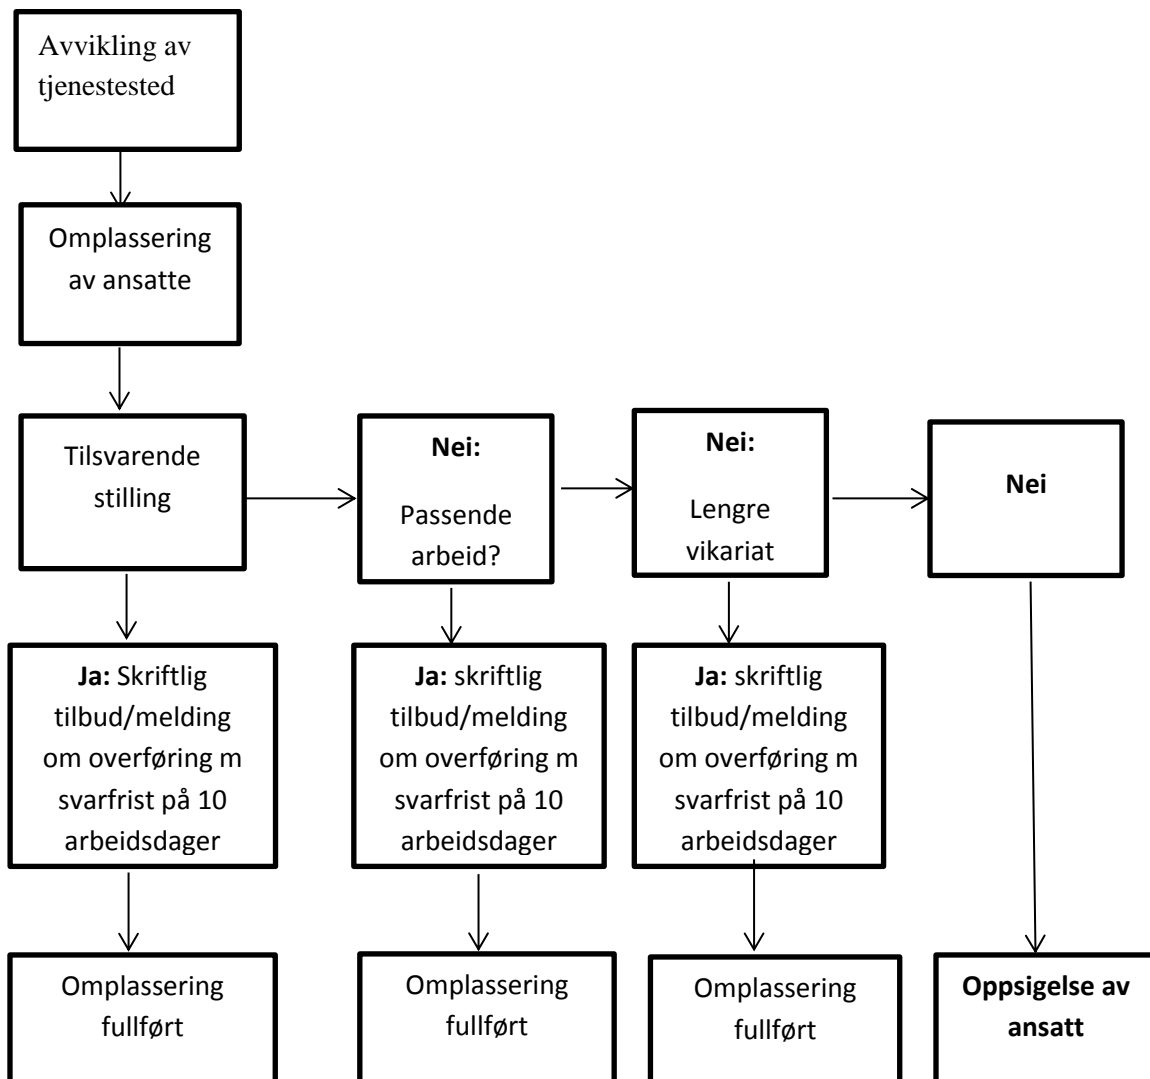 Avvikling av
tjenestested
Omplassering
av ansatte
Tilsvarende
stilling
Nei:
Passende
arbeid?
Nei:
Lengre
vikariat
Nei
Ja: Skriftlig
tilbud/melding
om overføring m
svarfrist på 10
arbeidsdager
Ja: skriftlig
tilbud/melding
om overføring m
svarfrist på 10
arbeidsdager
Ja: skriftlig
tilbud/melding
om overføring m
svarfrist på 10
arbeidsdager
Omplassering
fullført
Omplassering
fullført
Omplassering
fullført
Oppsigelse av
ansatt